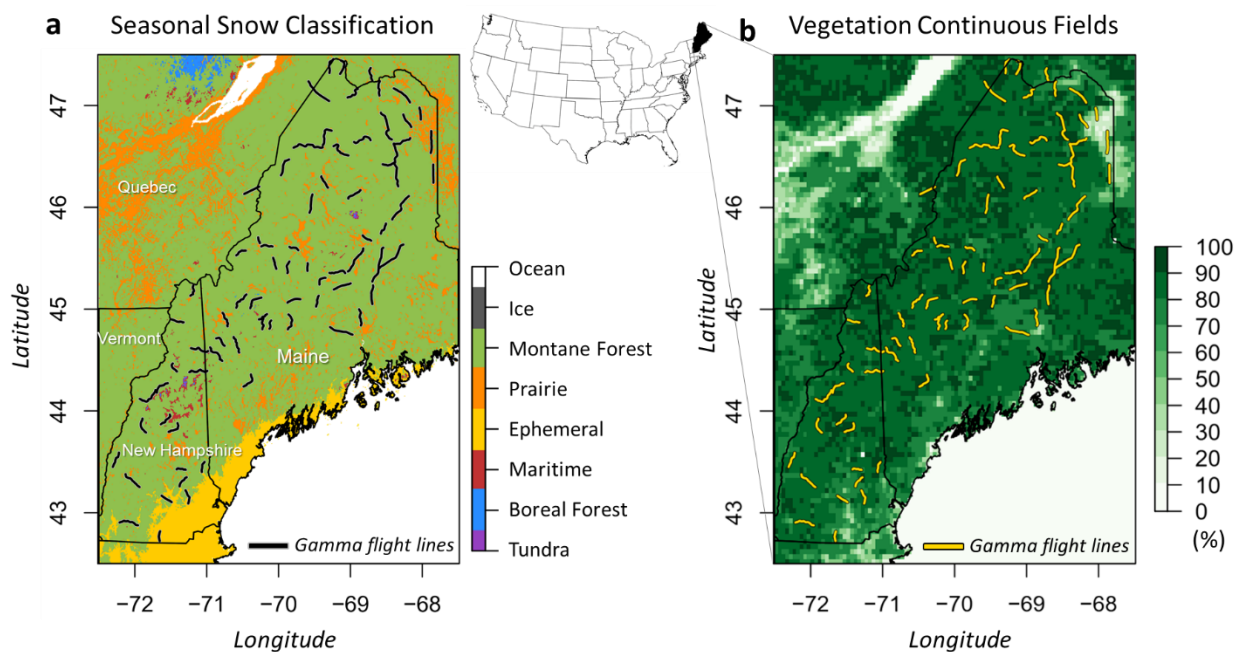 a Seasonal Snow Classification
b Vegetation Continuous Fields
Latitude
47
46
45
44
43
Quebec
Vermont
Maine
New Hampshire
Gamma flight lines
−72
−71
−70
−69
−68
Longitude
Ocean
Ice
Montane Forest
Prairie
Ephemeral
Maritime
Boreal Forest
Tundra
Latitude
47
46
45
44
43
Gamma flight lines
−72
−71
−70
−69
−68
Longitude
100
90
80
70
60
50
40
30
20
10
0
(%)